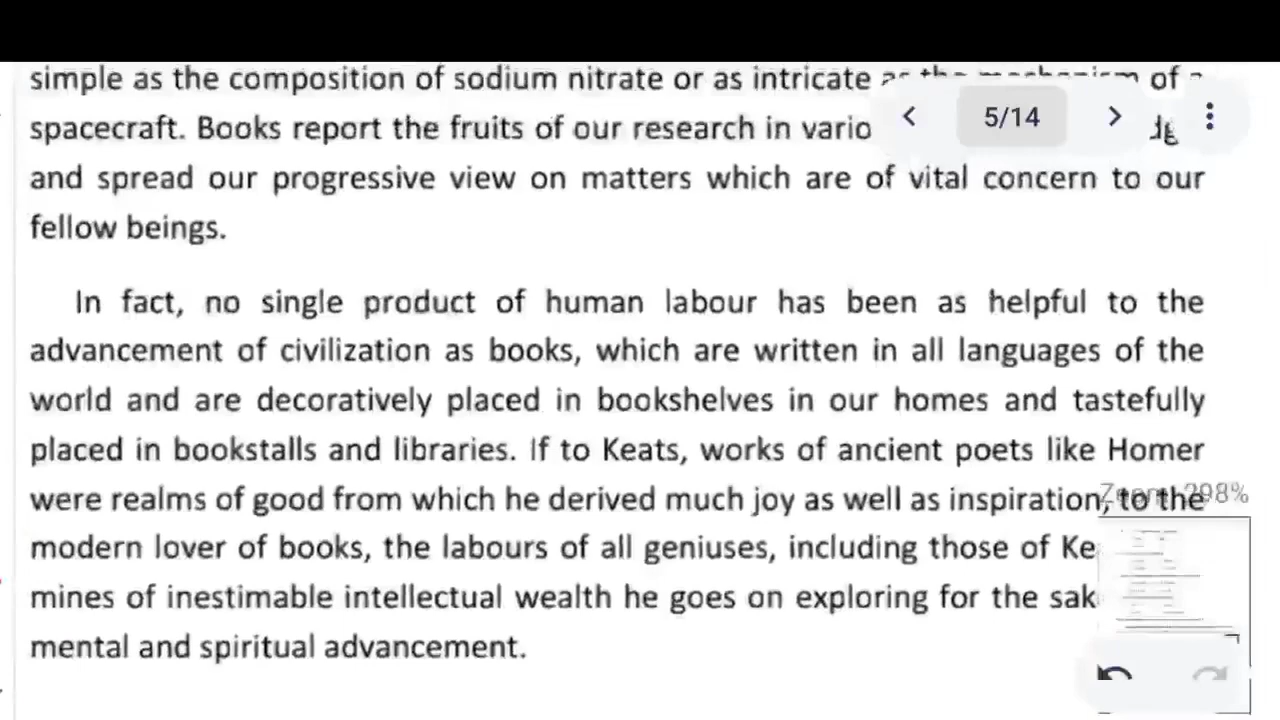 simple as the composition of sodium nitrate or as intricate as the mechanism of a
spacecraft. Books report the fruits of our research in vario
5/14
and spread our progressive view on matters which are of vital concern to our
fellow beings.
In fact, no single product of human labour has been as helpful to the
advancement of civilization as books, which are written in all languages of the
world and are decoratively placed in bookshelves in our homes and tastefully
placed in bookstalls and libraries. If to Keats, works of ancient poets like Homer
were realms of good from which he derived much joy as well as inspiration, to the
Zoom: 298%
modern lover of books, the labours of all geniuses, including those of Ke
mines of inestimable intellectual wealth he goes on exploring for the sak
mental and spiritual advancement.